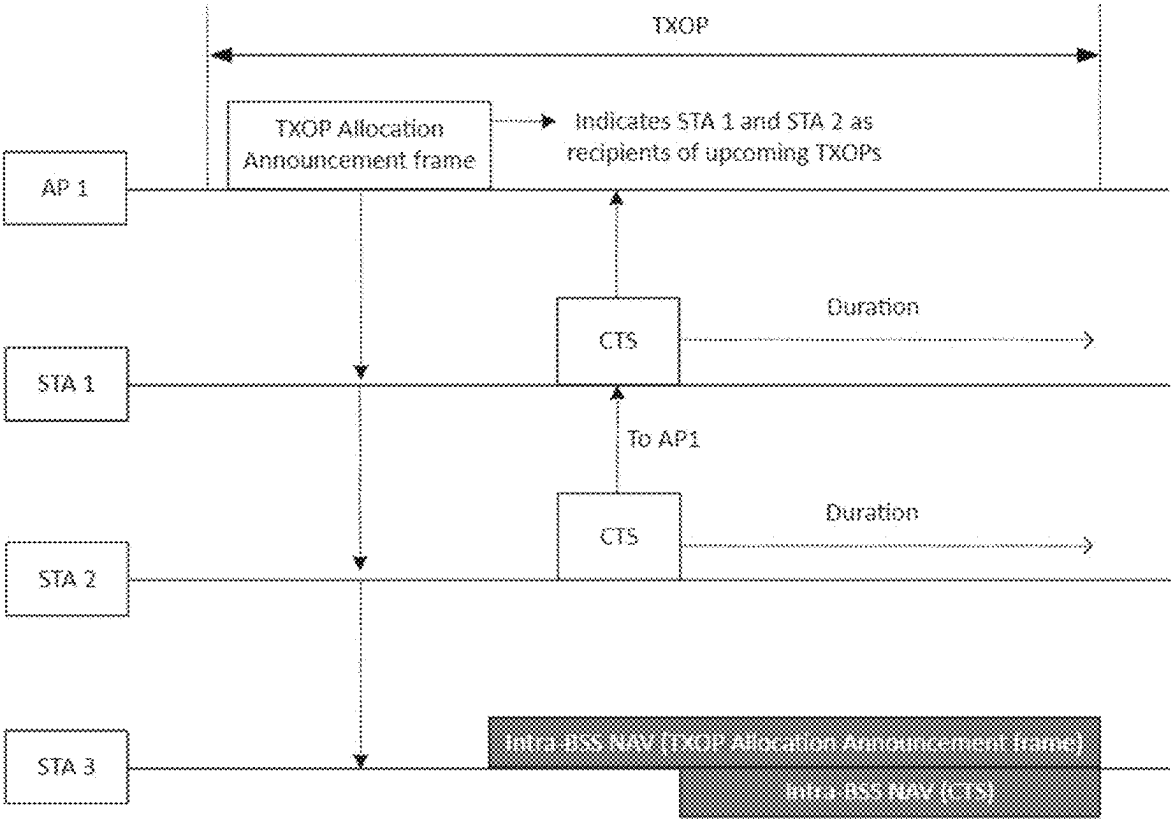 TXOP
TXOP Allocation
Announcement frame
Indicates STA 1 and STA 2 as
recipients of upcoming TXOPs
AP 1
CTS
Duration
STA 1
To AP1
CTS
Duration
STA 2
Intra-BSS NAV (TXOP Allocation Announcement frame)
STA 3
Intra-BSS NAV (CTS)